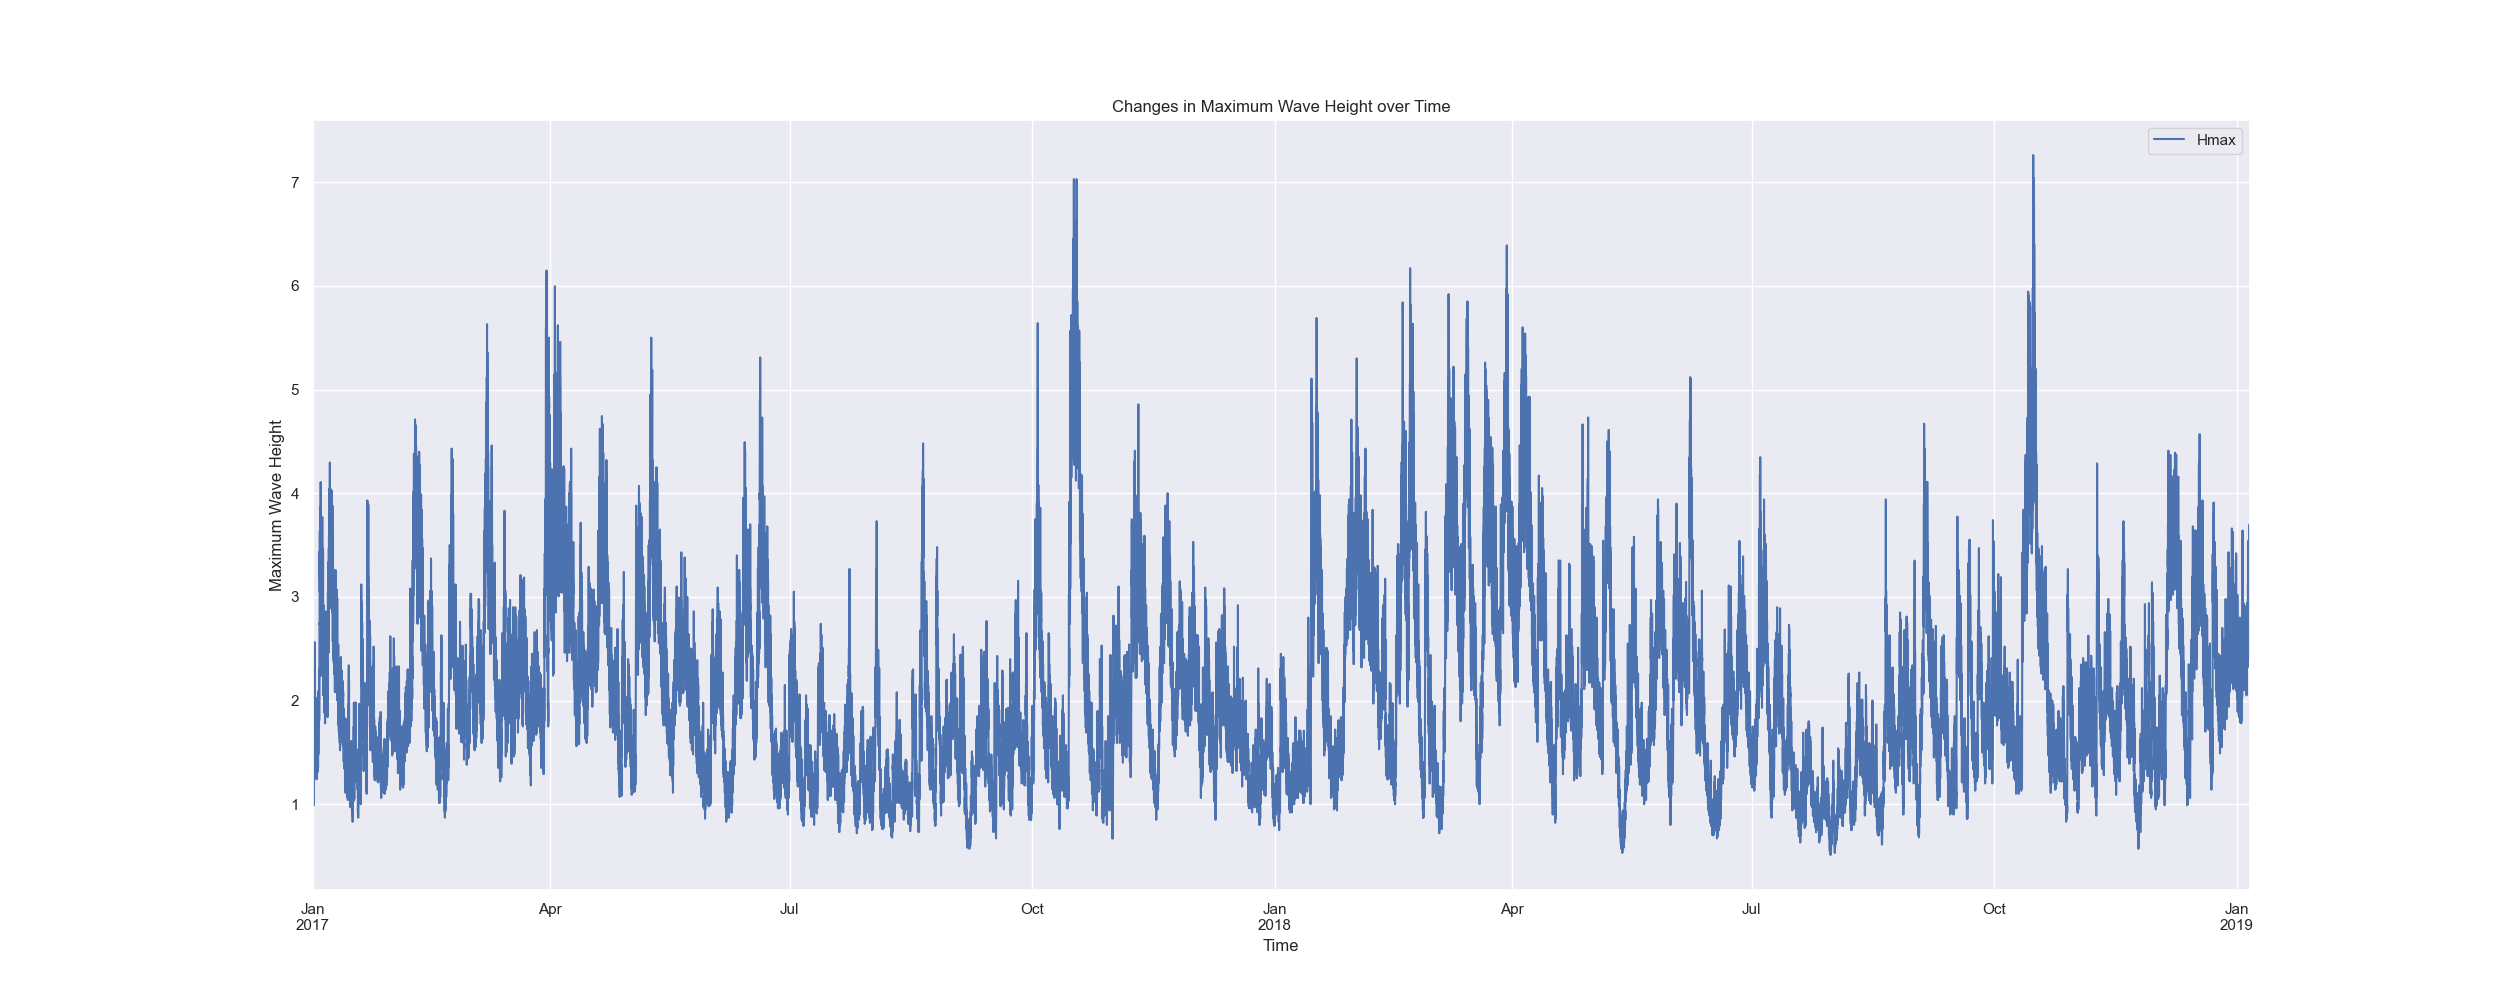 Changes in Maximum Wave Height over Time
Hmax
Maximum Wave Height
7
6
5
4
3
2
1
Jan
2017
Apr
Jul
Oct
Jan
2018
Apr
Jul
Oct
Jan
2019
Time